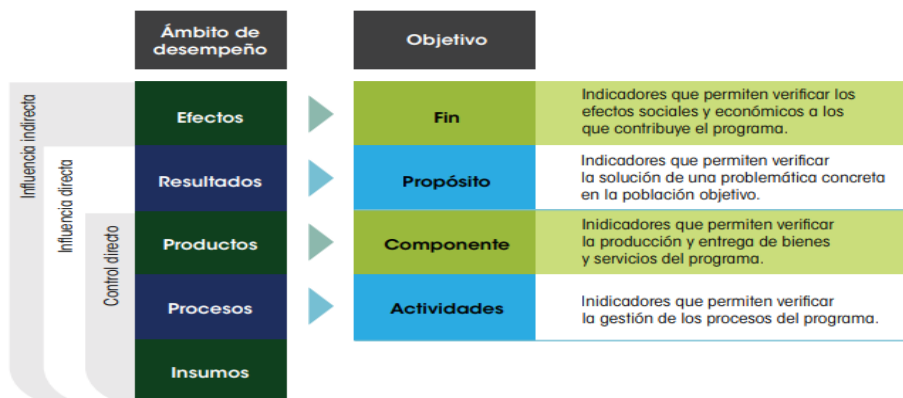 Ámbito de
desempeño
Objetivo
Influencia indirecta
Influencia directa
Control directo
Efectos
Fin
Indicadores que permiten verificar los
efectos sociales y económicos a los
que contribuye el programa.
Resultados
Propósito
Indicadores que permiten verificar
la solución de una problemática concreta
en la población objetivo.
Productos
Componente
Inidicadores que permiten verificar
la producción y entrega de bienes
y servicios del programa.
Procesos
Actividades
Inidicadores que permiten verificar
la gestión de los procesos del programa.
Insumos